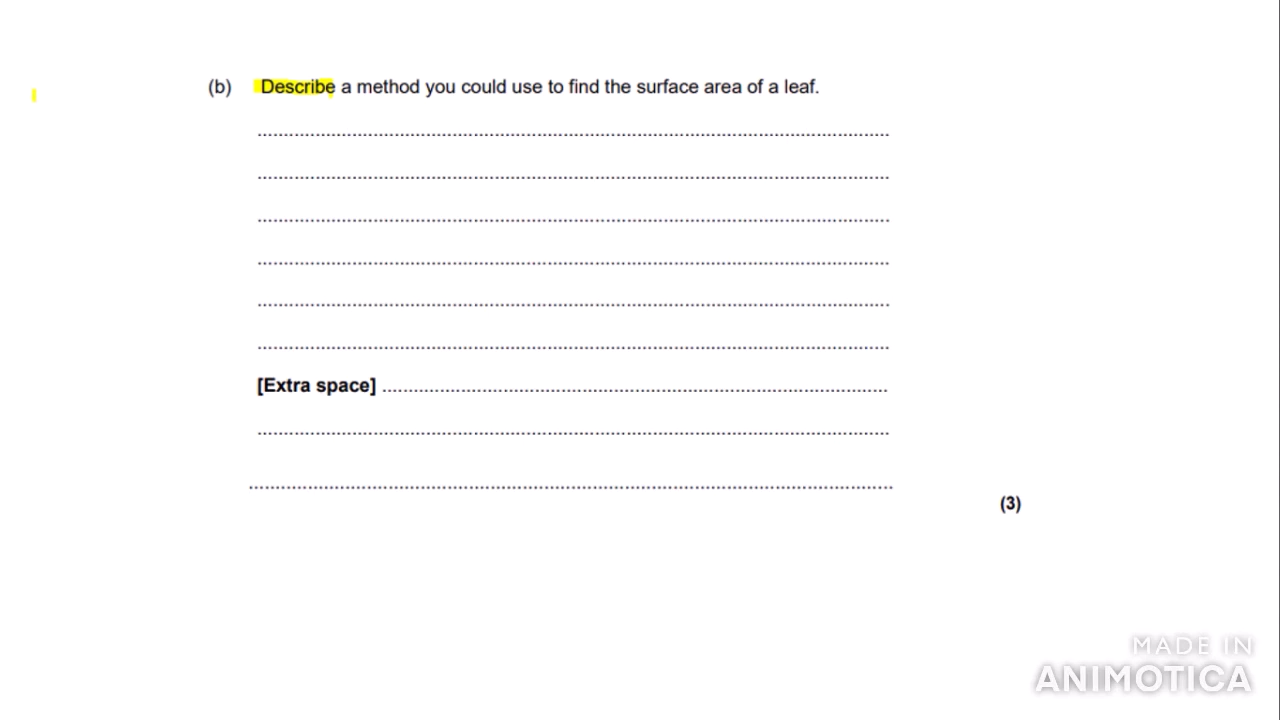 (b) Describe a method you could use to find the surface area of a leaf.
[Extra space]
(3)
MADE IN
ANIMOTICA